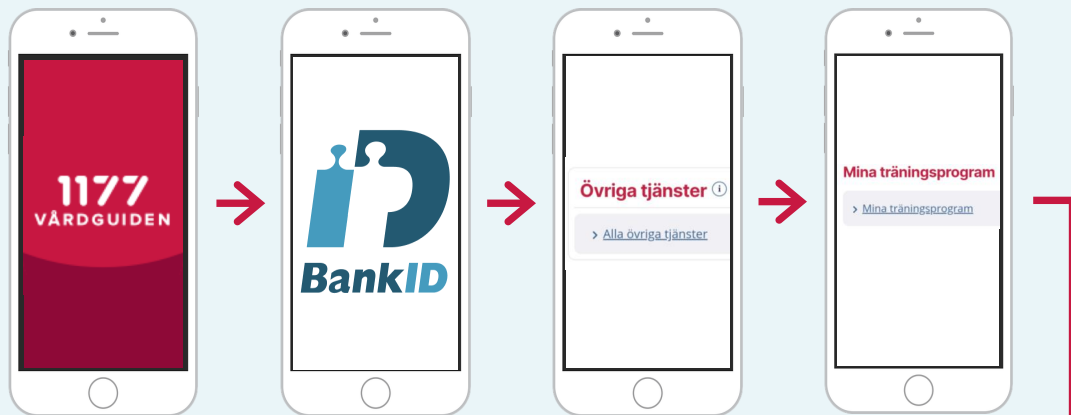 1177
VÅRDGUIDEN
BankID
Övriga tjänster
> Alla övriga tjänster
Mina träningsprogram
> Mina träningsprogram